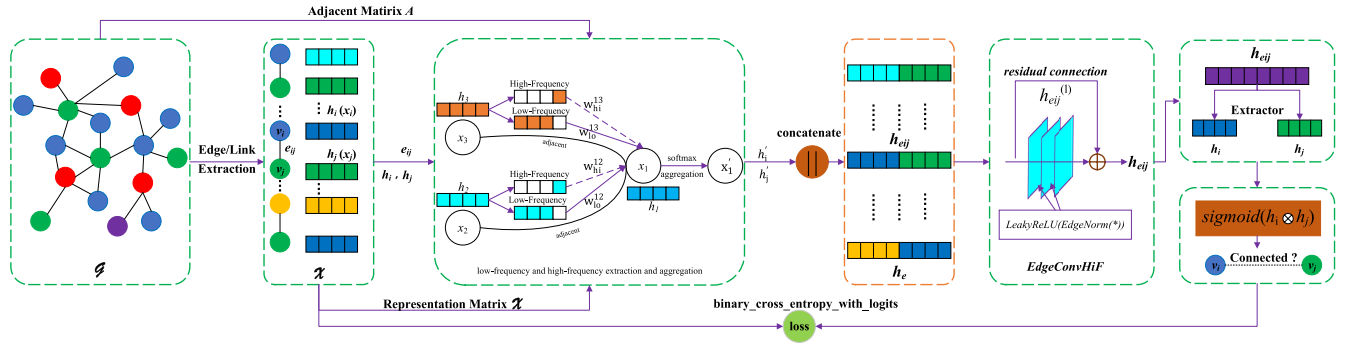 Adjacent Matirix A
𝒢
Edge/Link
Extraction
v_i
e_ij
v_j
h_i (x_i)
h_j (x_j)
𝒳
e_ij
h_i , h_j
h_3
High-Frequency
Low-Frequency
w_hi^13
w_lo^13
x_3
adjacent
h_2
High-Frequency
Low-Frequency
w_hi^12
w_lo^12
x_2
adjacent
x_1
h_1
softmax
aggregation
x_1'
low-frequency and high-frequency extraction and aggregation
Representation Matrix 𝒳
h_i'
h_j'
concatenate
||
h_eij
h_e
residual connection
h_eij^(1)
LeakyReLU(EdgeNorm(*))
EdgeConvHiF
h_eij
h_eij
Extractor
h_i
h_j
sigmoid(h_i ⊗ h_j)
Connected ?
v_i
v_j
binary_cross_entropy_with_logits
loss